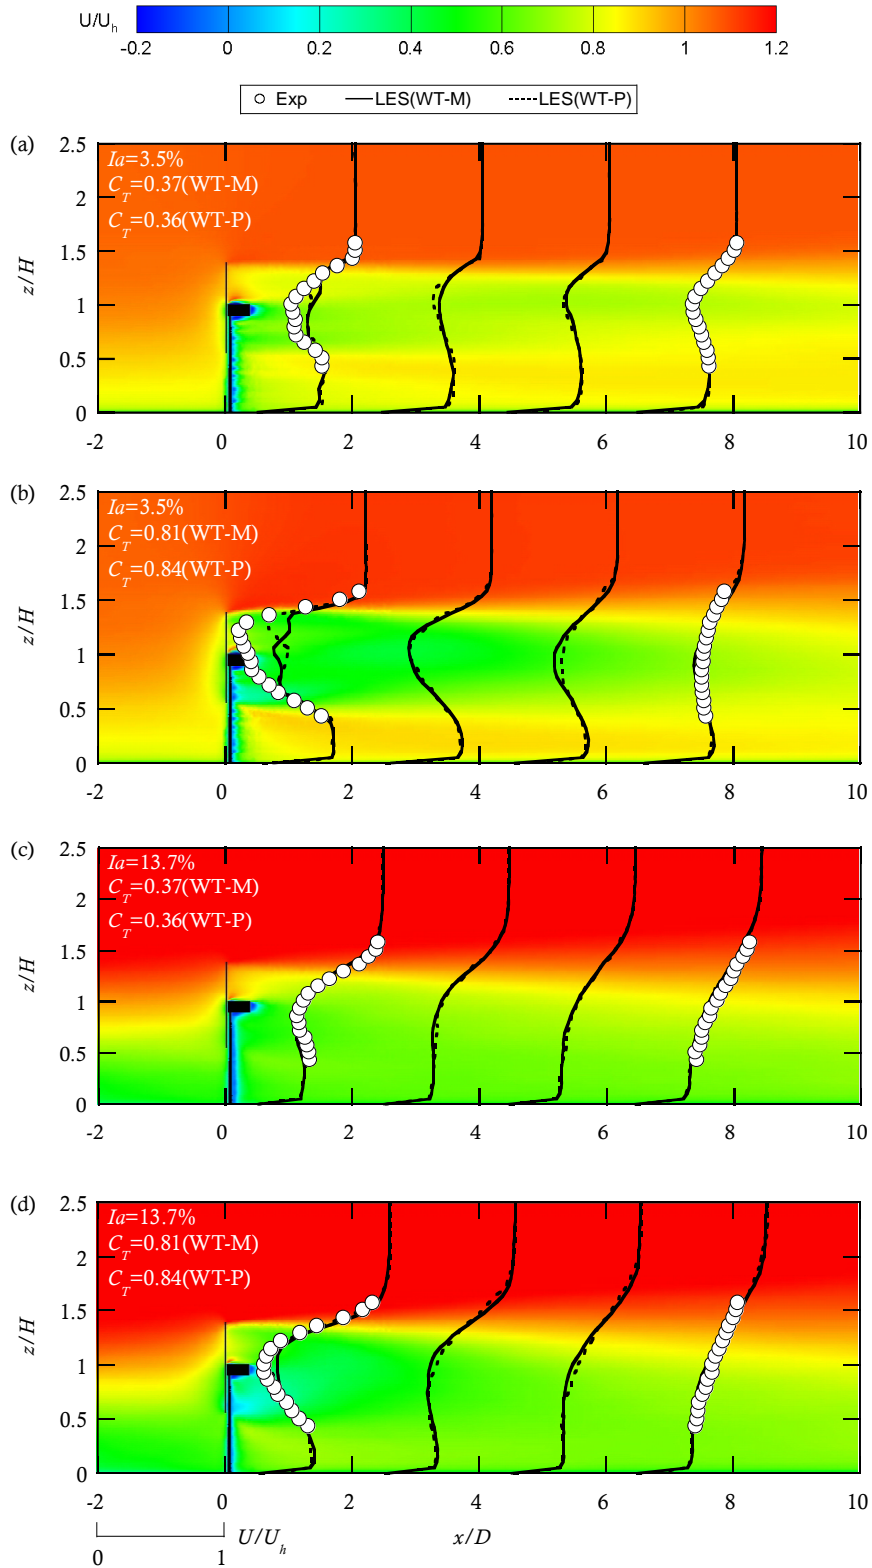 U/U_h
-0.2 0 0.2 0.4 0.6 0.8 1 1.2
Exp LES(WT-M) LES(WT-P)
(a)
Ia=3.5%
C_T=0.37(WT-M)
C_T=0.36(WT-P)
z/H
2.5
2
1.5
1
0.5
0
-2 0 2 4 6 8 10
(b)
Ia=3.5%
C_T=0.81(WT-M)
C_T=0.84(WT-P)
z/H
2.5
2
1.5
1
0.5
0
-2 0 2 4 6 8 10
(c)
Ia=13.7%
C_T=0.37(WT-M)
C_T=0.36(WT-P)
z/H
2.5
2
1.5
1
0.5
0
-2 0 2 4 6 8 10
(d)
Ia=13.7%
C_T=0.81(WT-M)
C_T=0.84(WT-P)
z/H
2.5
2
1.5
1
0.5
0
-2 0 2 4 6 8 10
U/U_h x/D
0 1